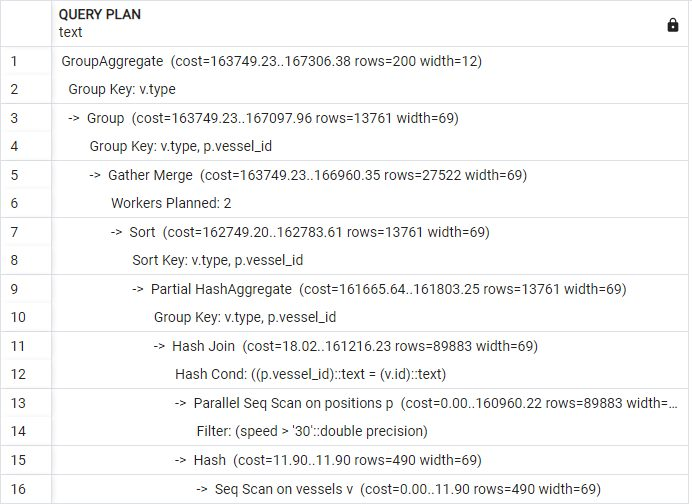 QUERY PLAN
text
1 GroupAggregate (cost=163749.23..167306.38 rows=200 width=12)
2 Group Key: v.type
3 -> Group (cost=163749.23..167097.96 rows=13761 width=69)
4 Group Key: v.type, p.vessel_id
5 -> Gather Merge (cost=163749.23..166960.35 rows=27522 width=69)
6 Workers Planned: 2
7 -> Sort (cost=162749.20..162783.61 rows=13761 width=69)
8 Sort Key: v.type, p.vessel_id
9 -> Partial HashAggregate (cost=161665.64..161803.25 rows=13761 width=69)
10 Group Key: v.type, p.vessel_id
11 -> Hash Join (cost=18.02..161216.23 rows=89883 width=69)
12 Hash Cond: ((p.vessel_id)::text = (v.id)::text)
13 -> Parallel Seq Scan on positions p (cost=0.00..160960.22 rows=89883 width=...
14 Filter: (speed > '30'::double precision)
15 -> Hash (cost=11.90..11.90 rows=490 width=69)
16 -> Seq Scan on vessels v (cost=0.00..11.90 rows=490 width=69)